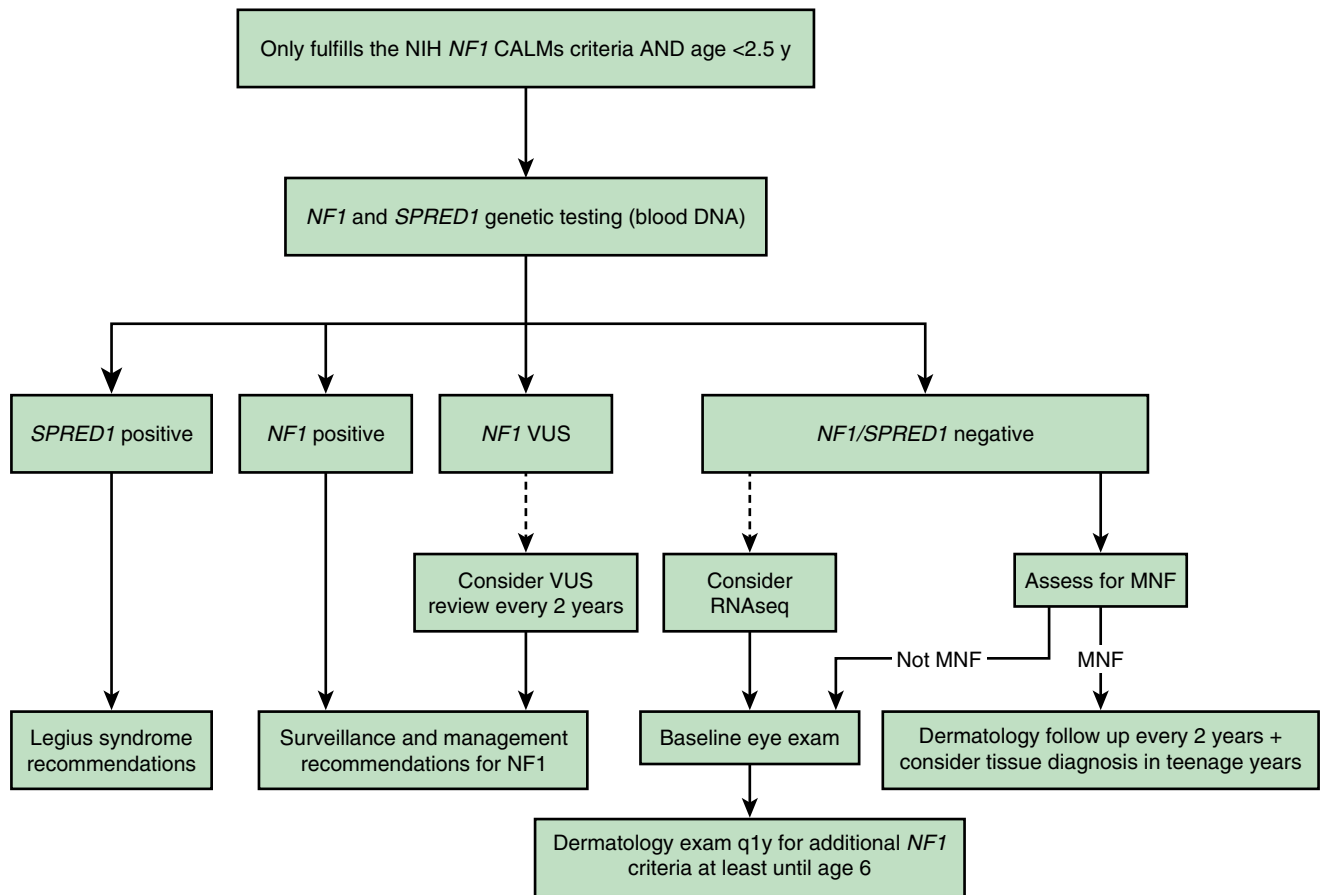 Only fulfills the NIH NF1 CALMs criteria AND age <2.5 y
NF1 and SPRED1 genetic testing (blood DNA)
SPRED1 positive
NF1 positive
NF1 VUS
NF1/SPRED1 negative
Consider VUS
review every 2 years
Consider
RNAseq
Assess for MNF
Not MNF
MNF
Legius syndrome
recommendations
Surveillance and management
recommendations for NF1
Baseline eye exam
Dermatology follow up every 2 years +
consider tissue diagnosis in teenage years
Dermatology exam q1y for additional NF1
criteria at least until age 6